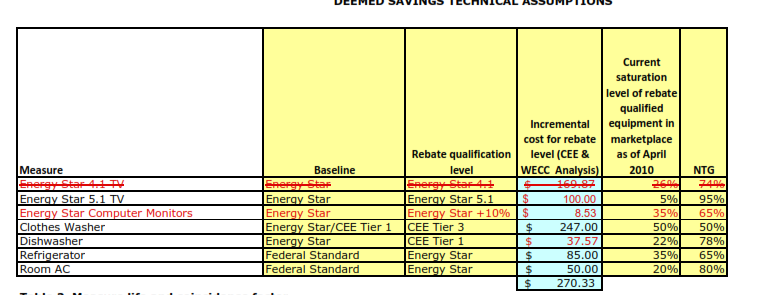 DEEMED SAVINGS TECHNICAL ASSUMPTIONS
Measure Baseline Rebate qualification level Incremental cost for rebate level (CEE & WECC Analysis) Current saturation level of rebate qualified equipment in marketplace as of April 2010 NTG
Energy Star 4.1 TV Energy Star Energy Star 4.1 $ 169.87 26% 74%
Energy Star 5.1 TV Energy Star Energy Star 5.1 $ 100.00 5% 95%
Energy Star Computer Monitors Energy Star Energy Star +10% $ 8.53 35% 65%
Clothes Washer Energy Star/CEE Tier 1 CEE Tier 3 $ 247.00 50% 50%
Dishwasher Energy Star CEE Tier 1 $ 37.57 22% 78%
Refrigerator Federal Standard Energy Star $ 85.00 35% 65%
Room AC Federal Standard Energy Star $ 50.00 20% 80%
$ 270.33